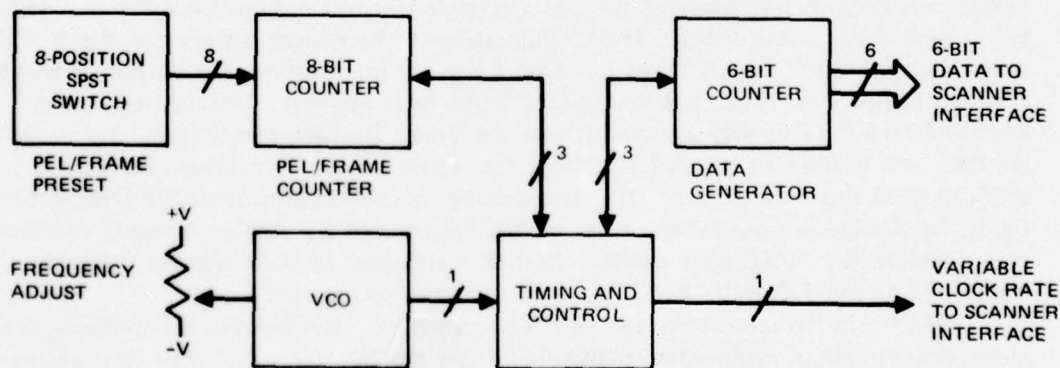 8-POSITION
SPST
SWITCH
PEL/FRAME
PRESET
8
8-BIT
COUNTER
PEL/FRAME
COUNTER
3
3
6-BIT
COUNTER
DATA
GENERATOR
6
6-BIT
DATA TO
SCANNER
INTERFACE
+V
FREQUENCY
ADJUST
-V
VCO
1
TIMING AND
CONTROL
1
VARIABLE
CLOCK RATE
TO SCANNER
INTERFACE